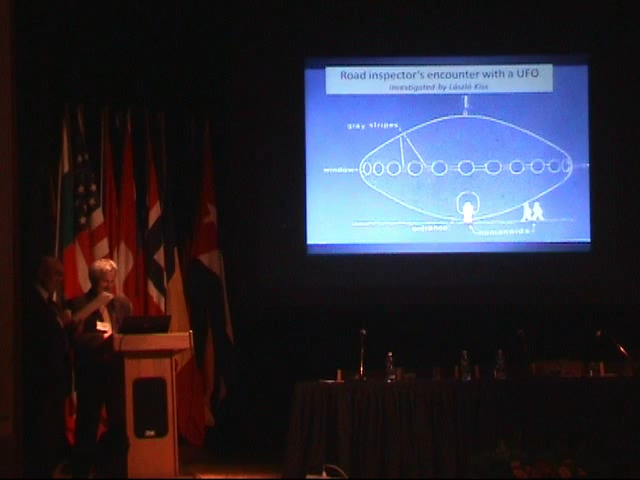 Road inspector's encounter with a UFO
investigated by László Kiss
gray stripes
window
entrance
humanoids